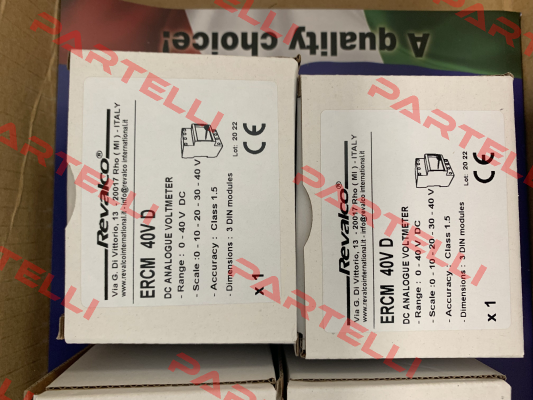 A quality choice!
Revalco®
Via G. Di Vittorio, 13 - 20017 Rho ( MI ) - ITALY
www.revalcointernational.it - info@revalco international.it
ERCM 40V D
DC ANALOGUE VOLTMETER
- Range : 0 - 40 V DC
- Scale : 0 - 10 - 20 - 30 - 40 V
- Accuracy : Class 1.5
- Dimensions : 3 DIN modules
x 1
Lot: 20 22
CE
Revalco®
Via G. Di Vittorio, 13 - 20017 Rho ( MI ) - ITALY
www.revalcointernational.it - info@revalco international.it
ERCM 40V D
DC ANALOGUE VOLTMETER
- Range : 0 - 40 V DC
- Scale : 0 - 10 - 20 - 30 - 40 V
- Accuracy : Class 1.5
- Dimensions : 3 DIN modules
x 1
Lot: 20 22
CE
PARTELLI
PARTELLI
PARTELLI
PARTELLI
PARTELLI